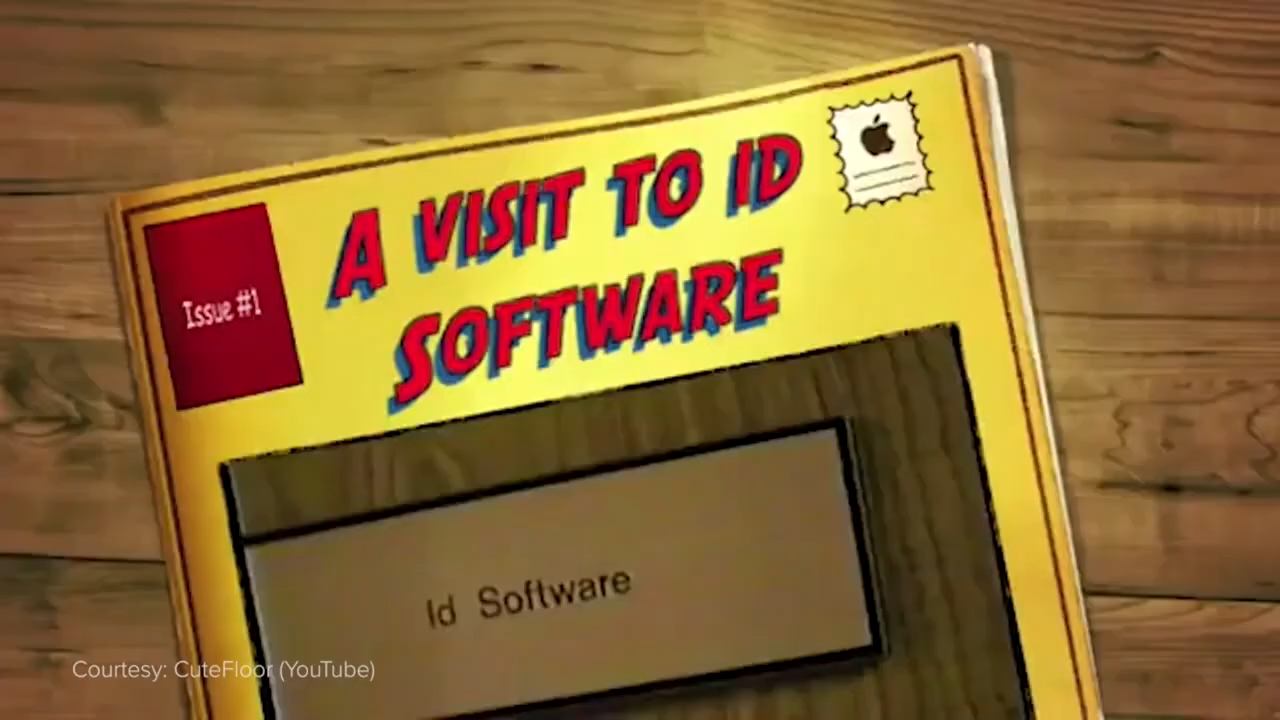 Issue #1
A VISIT TO ID
SOFTWARE
Id Software
Courtesy: CuteFloor (YouTube)